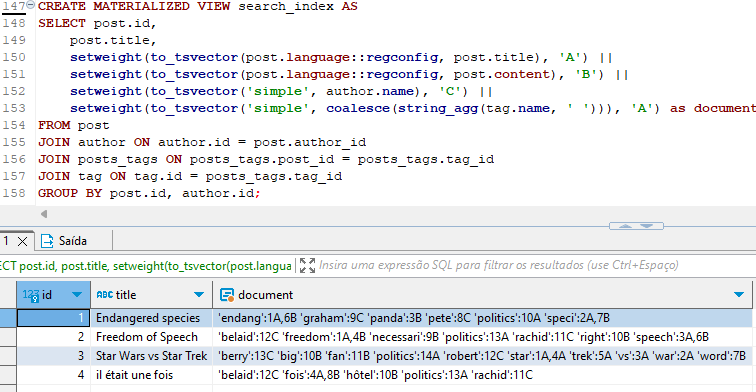 147 CREATE MATERIALIZED VIEW search_index AS
148 SELECT post.id,
149 post.title,
150 setweight(to_tsvector(post.language::regconfig, post.title), 'A') ||
151 setweight(to_tsvector(post.language::regconfig, post.content), 'B') ||
152 setweight(to_tsvector('simple', author.name), 'C') ||
153 setweight(to_tsvector('simple', coalesce(string_agg(tag.name, ' '))), 'A') as document
154 FROM post
155 JOIN author ON author.id = post.author_id
156 JOIN posts_tags ON posts_tags.post_id = posts_tags.tag_id
157 JOIN tag ON tag.id = posts_tags.tag_id
158 GROUP BY post.id, author.id;
1 Saída
ECT post.id, post.title, setweight(to_tsvector(post.langua Insira uma expressão SQL para filtrar os resultados (use Ctrl+Espaço)
123 id ABC title document
1 Endangered species 'endang':1A,6B 'graham':9C 'panda':3B 'pete':8C 'politics':10A 'speci':2A,7B
2 Freedom of Speech 'belaid':12C 'freedom':1A,4B 'necessari':9B 'politics':13A 'rachid':11C 'right':10B 'speech':3A,6B
3 Star Wars vs Star Trek 'berry':13C 'big':10B 'fan':11B 'politics':14A 'robert':12C 'star':1A,4A 'trek':5A 'vs':3A 'war':2A 'word':7B
4 il était une fois 'belaid':12C 'fois':4A,8B 'hôtel':10B 'politics':13A 'rachid':11C